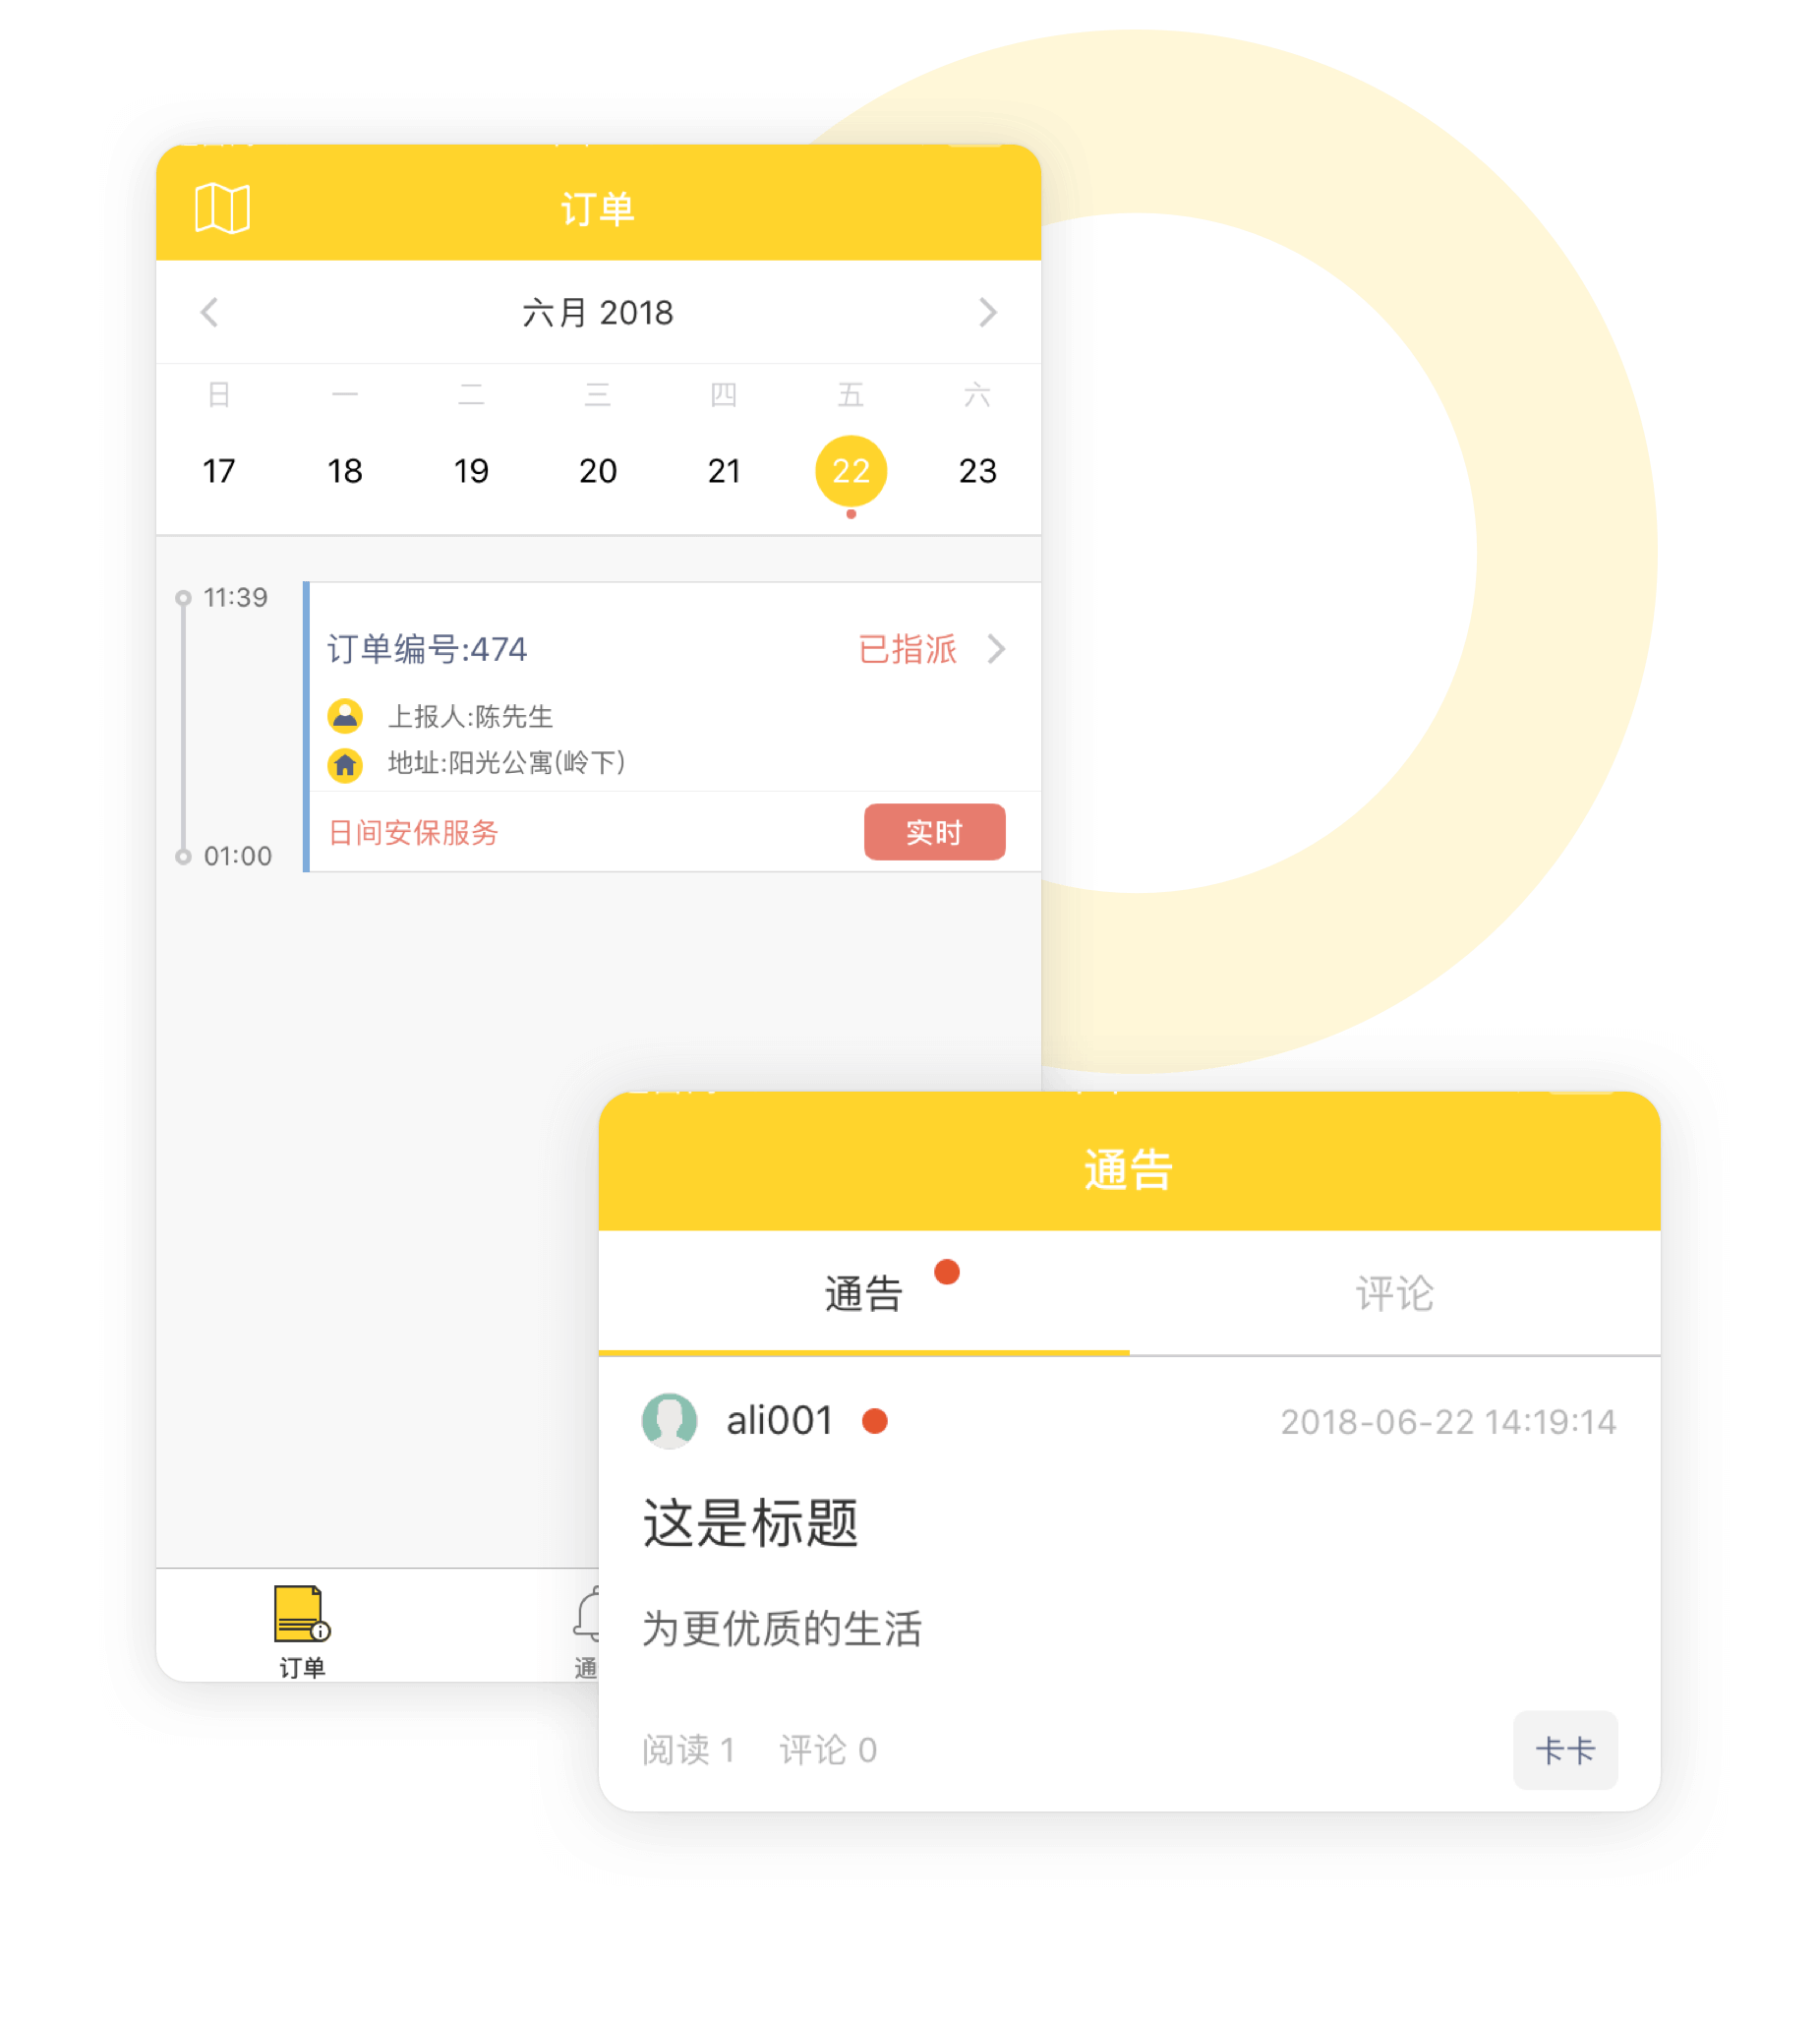 订单
六月 2018
日 一 二 三 四 五 六
17 18 19 20 21 22 23
11:39
订单编号:474 已指派
上报人:陈先生
地址:阳光公寓(岭下)
日间安保服务 实时
01:00
订单
通
通告
通告 评论
ali001 2018-06-22 14:19:14
这是标题
为更优质的生活
阅读 1 评论 0 卡卡